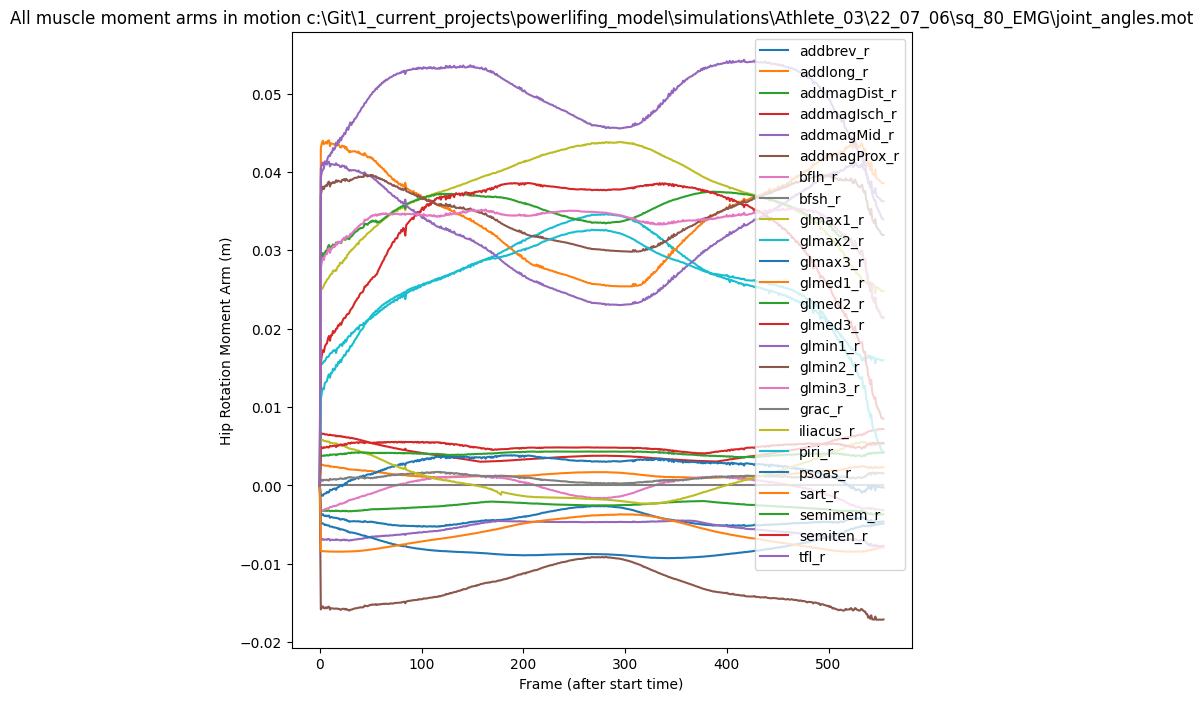 All muscle moment arms in motion c:\Git\1_current_projects\powerlifing_model\simulations\Athlete_03\22_07_06\sq_80_EMG\joint_angles.mot
Hip Rotation Moment Arm (m)
0.05
0.04
0.03
0.02
0.01
0.00
−0.01
−0.02
addbrev_r
addlong_r
addmagDist_r
addmagIsch_r
addmagMid_r
addmagProx_r
bflh_r
bfsh_r
glmax1_r
glmax2_r
glmax3_r
glmed1_r
glmed2_r
glmed3_r
glmin1_r
glmin2_r
glmin3_r
grac_r
iliacus_r
piri_r
psoas_r
sart_r
semimem_r
semiten_r
tfl_r
0 100 200 300 400 500
Frame (after start time)